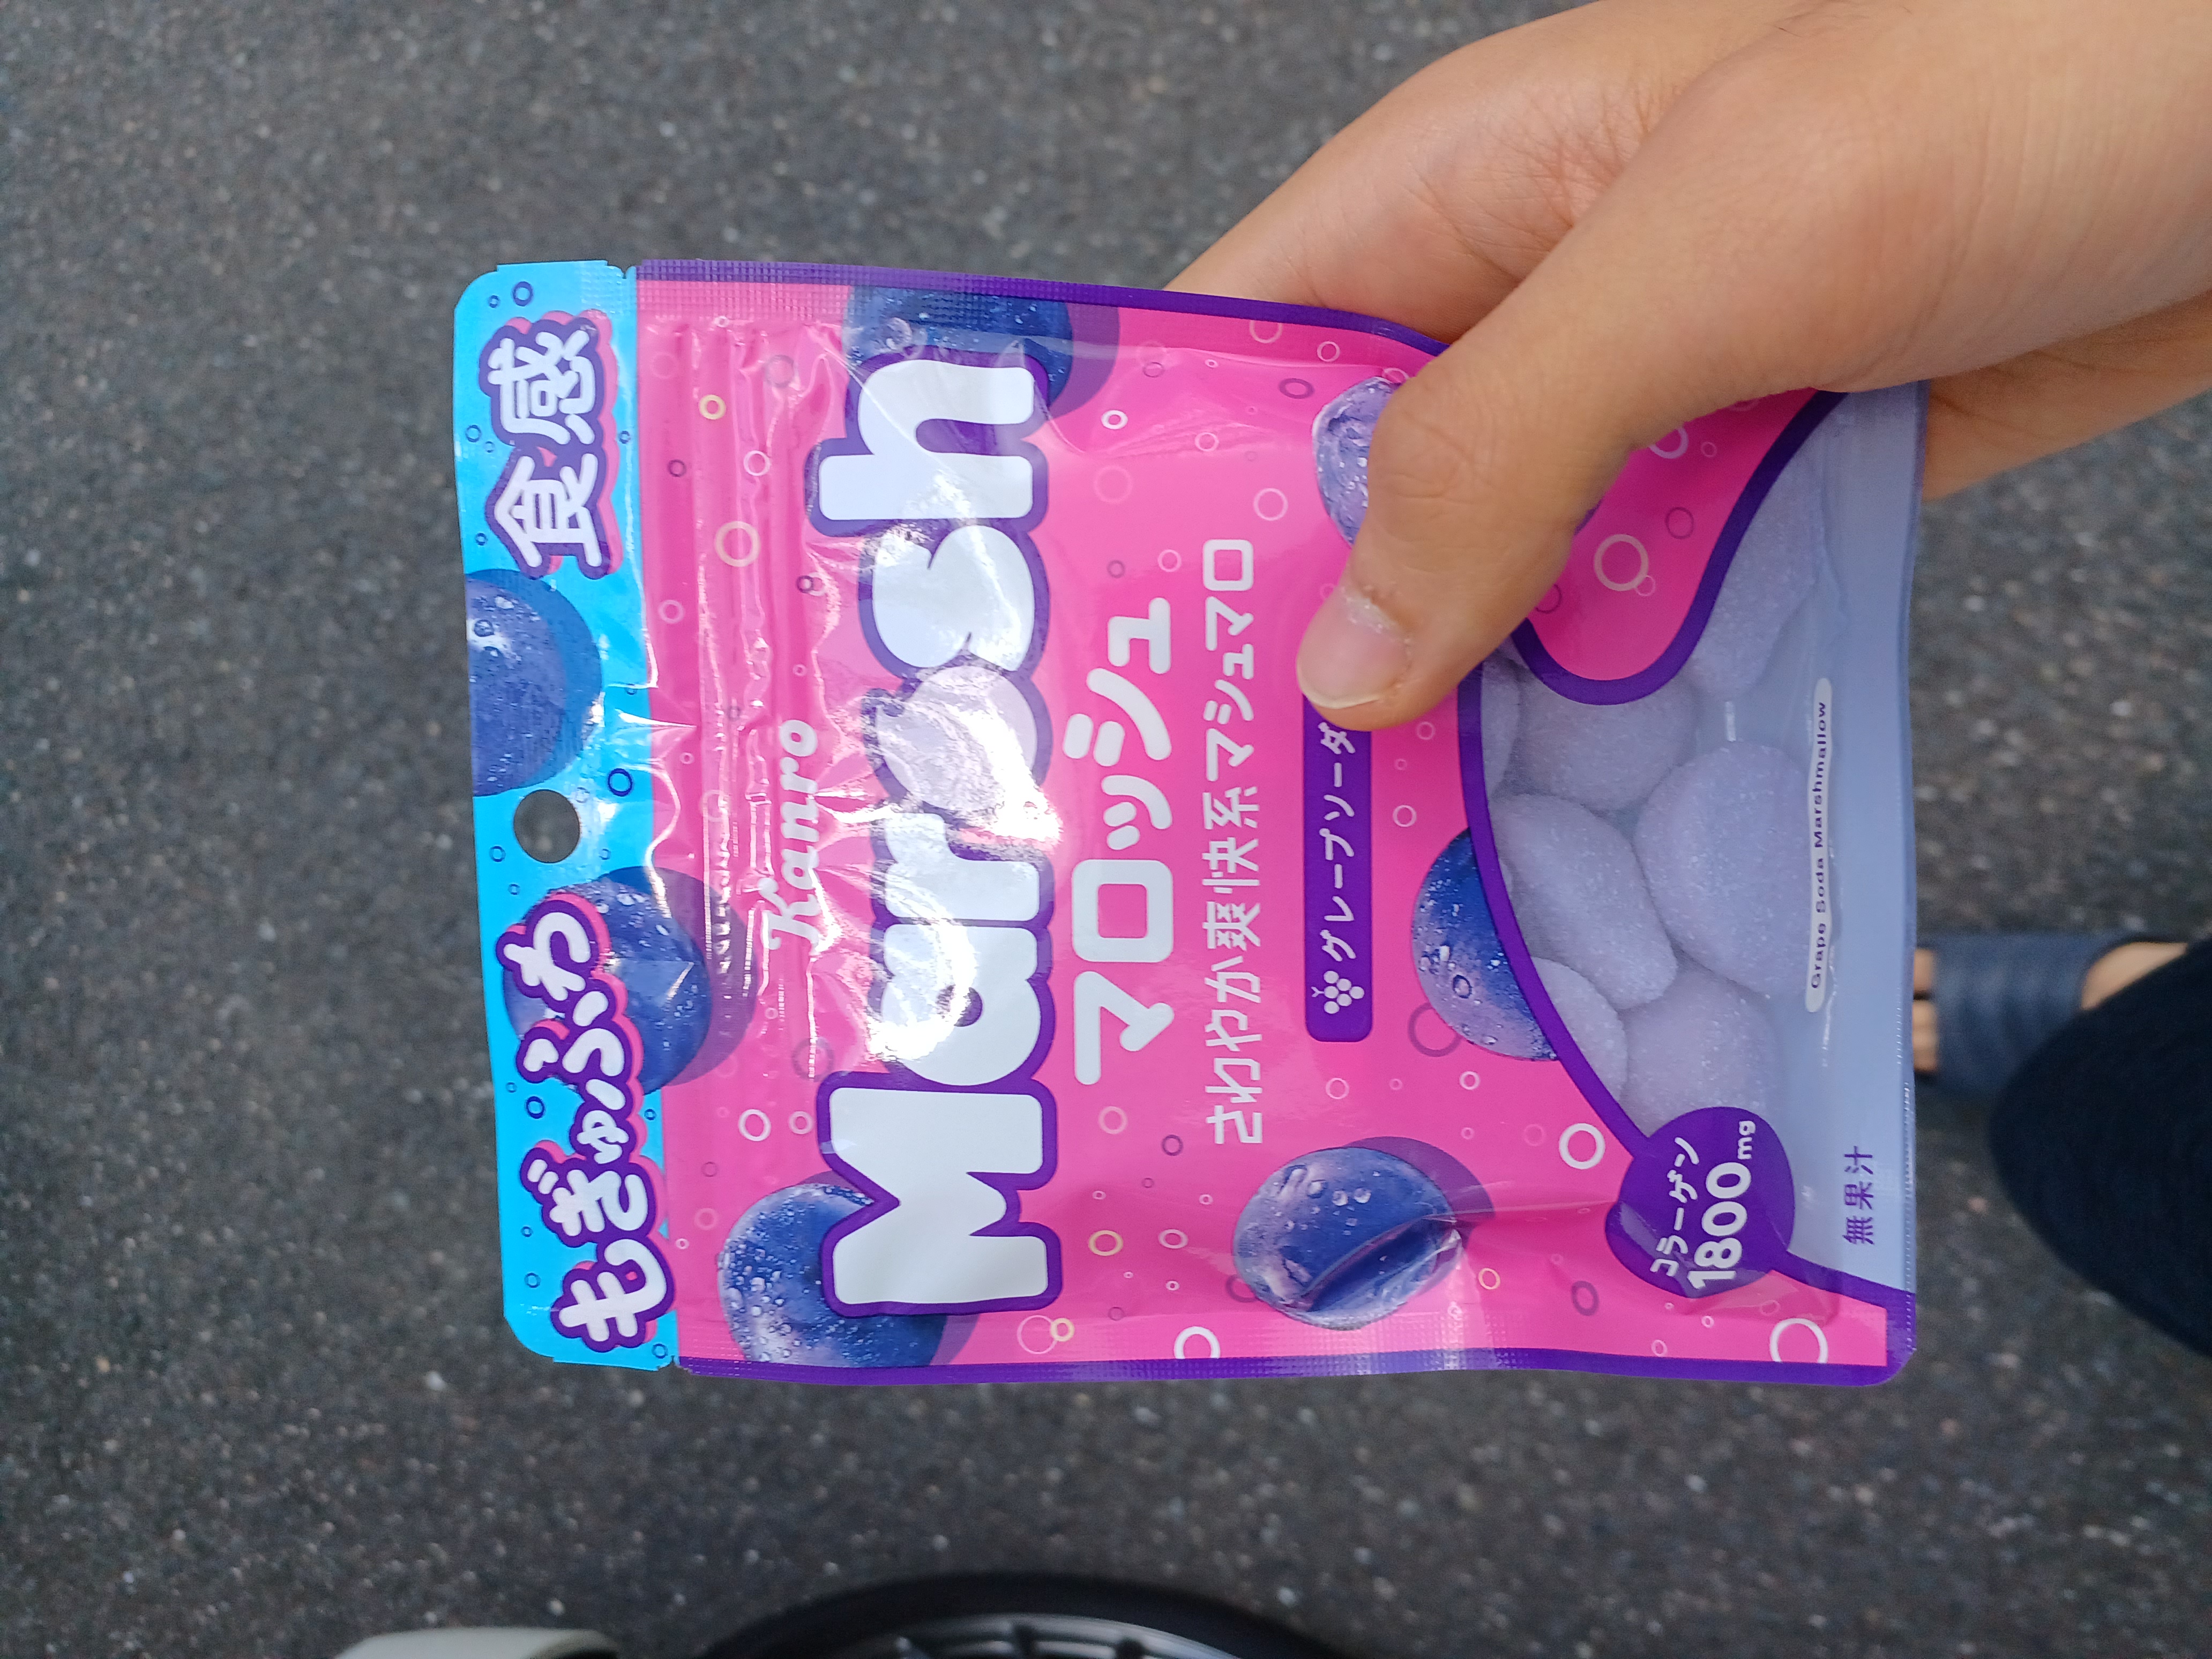 もぎゅふわ 食感
Kanro
Marosh
マロッシュ
さわやか爽快系マシュマロ
グレープソーダ
コラーゲン
1800mg
Grape Soda Marshmallow
無果汁